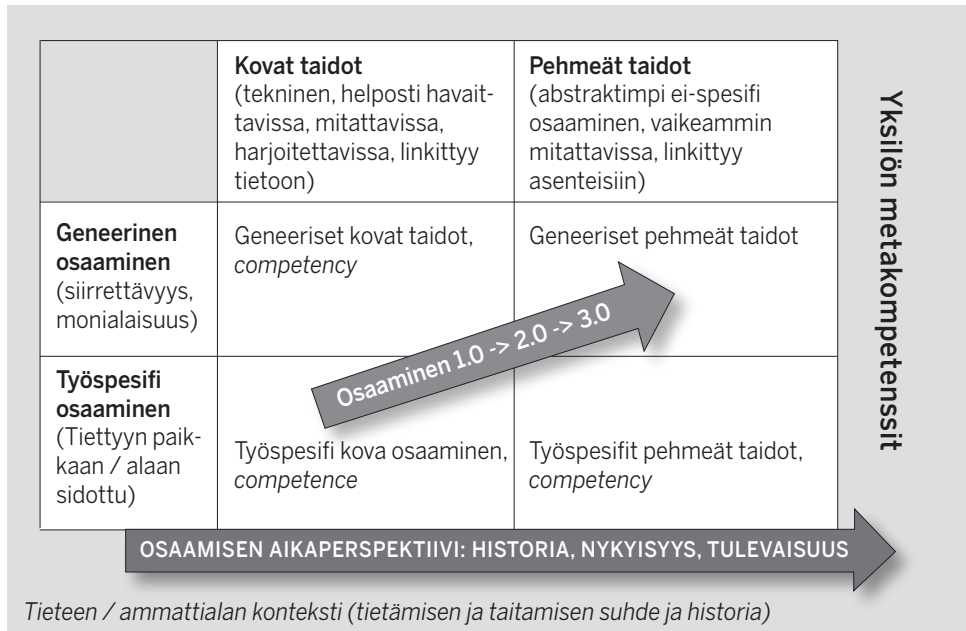 Kovat taidot
(tekninen, helposti havait-
tavissa, mitattavissa,
harjoitettavissa, linkittyy
tietoon)
Pehmeät taidot
(abstraktimpi ei-spesifi
osaaminen, vaikeammin
mitattavissa, linkittyy
asenteisiin)
Geneerinen
osaaminen
(siirrettävyys,
monialaisuus)
Geneeriset kovat taidot,
competency
Geneeriset pehmeät taidot
Osaaminen 1.0 -> 2.0 -> 3.0
Työspesifi
osaaminen
(Tiettyyn paik-
kaan / alaan
sidottu)
Työspesifi kova osaaminen,
competence
Työspesifit pehmeät taidot,
competency
Yksilön metakompetenssit
OSAAMISEN AIKAPERSPEKTIIVI: HISTORIA, NYKYISYYS, TULEVAISUUS
Tieteen / ammattialan konteksti (tietämisen ja taitamisen suhde ja historia)